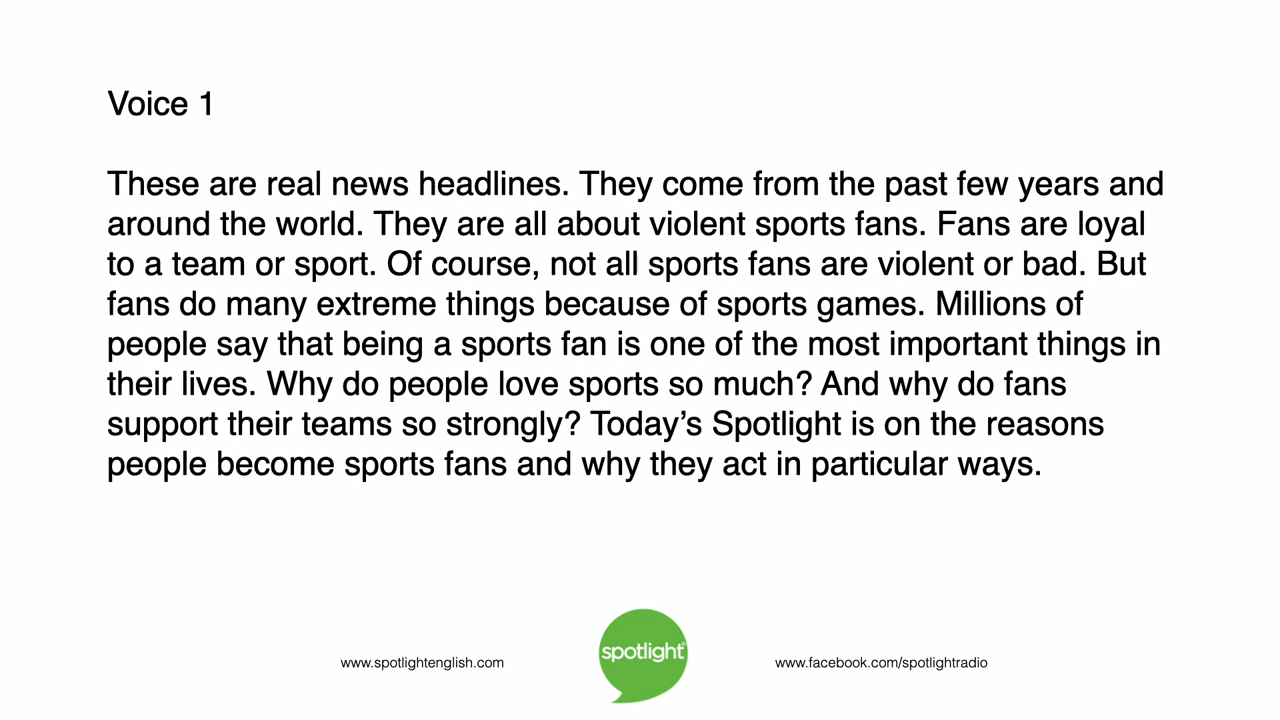 Voice 1
These are real news headlines. They come from the past few years and
around the world. They are all about violent sports fans. Fans are loyal
to a team or sport. Of course, not all sports fans are violent or bad. But
fans do many extreme things because of sports games. Millions of
people say that being a sports fan is one of the most important things in
their lives. Why do people love sports so much? And why do fans
support their teams so strongly? Today’s Spotlight is on the reasons
people become sports fans and why they act in particular ways.
www.spotlightenglish.com
spotlight®
www.facebook.com/spotlightradio